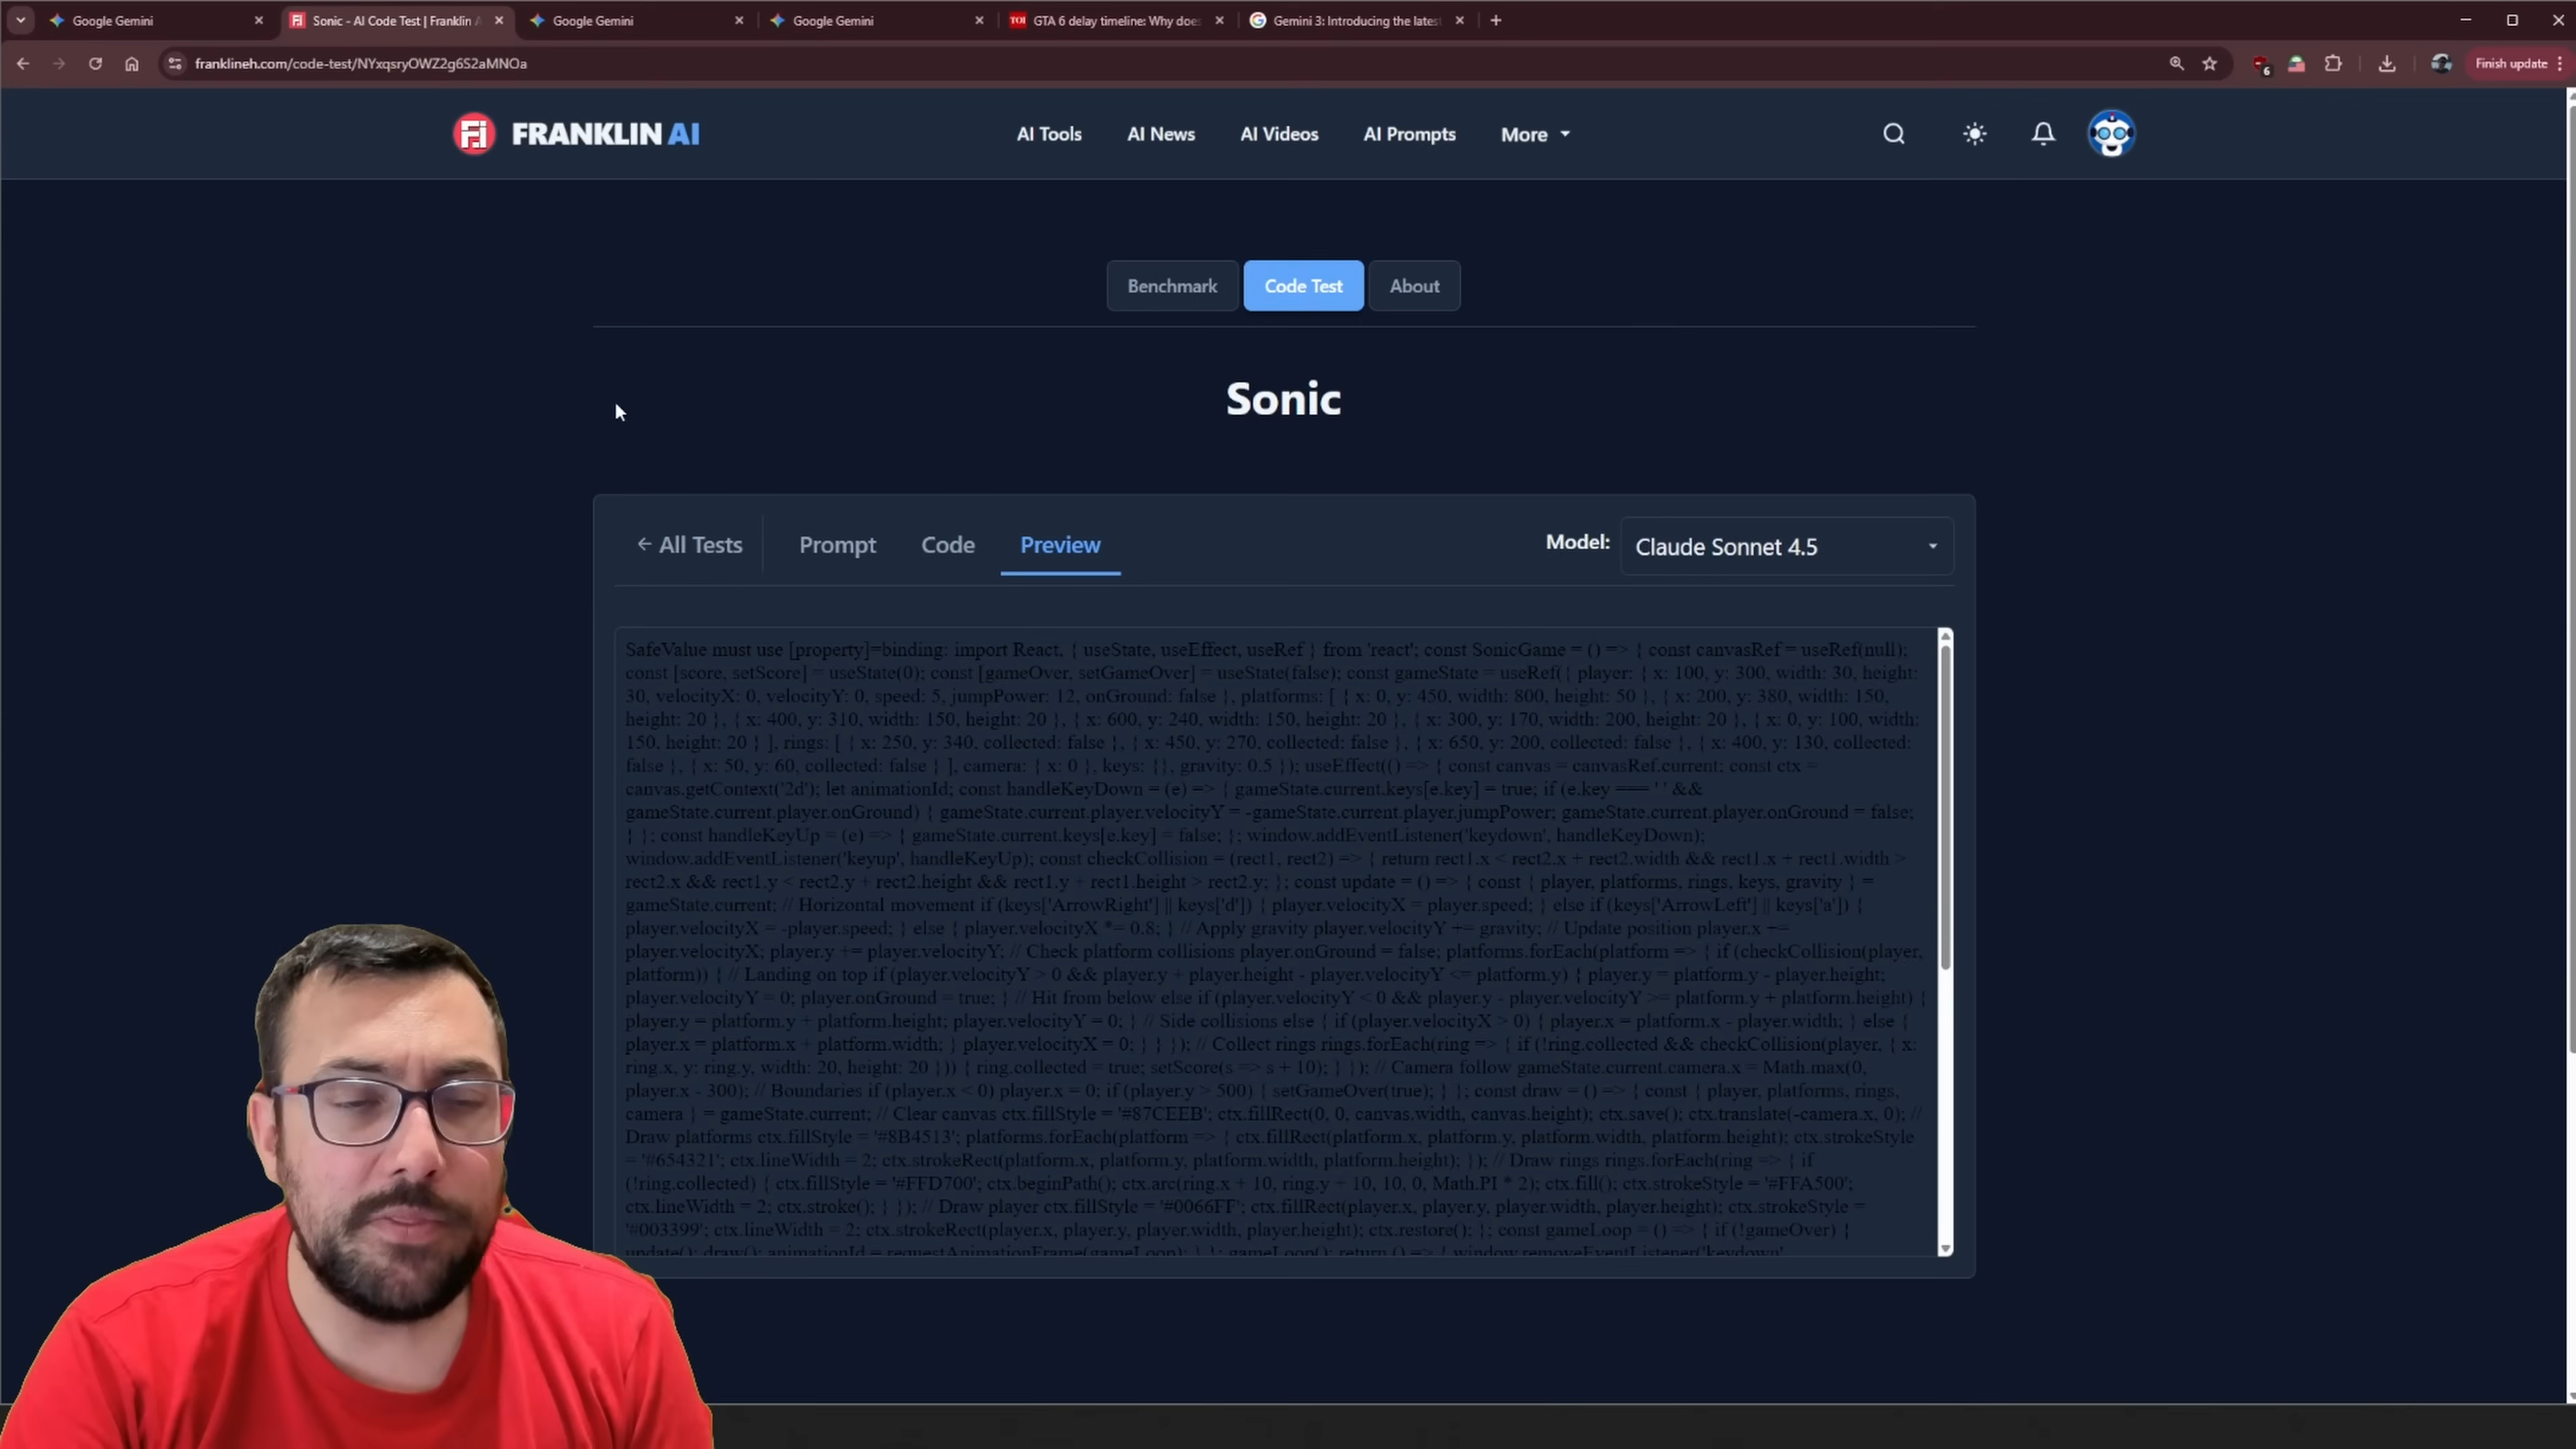 Google Gemini
Sonic - AI Code Test | Franklin A
Google Gemini
Google Gemini
TOI GTA 6 delay timeline: Why does
Gemini 3: Introducing the latest
franklineh.com/code-test/NYxqsryOWZ2g6S2aMNOa
6
Finish update
Fi FRANKLIN AI
AI Tools
AI News
AI Videos
AI Prompts
More
Benchmark
Code Test
About
Sonic
← All Tests
Prompt
Code
Preview
Model:
Claude Sonnet 4.5
SafeValue must use [property]=binding: import React, { useState, useEffect, useRef } from 'react'; const SonicGame = () => { const canvasRef = useRef(null);
const [score, setScore] = useState(0); const [gameOver, setGameOver] = useState(false); const gameState = useRef({ player: { x: 100, y: 300, width: 30, height:
30, velocityX: 0, velocityY: 0, speed: 5, jumpPower: 12, onGround: false }, platforms: [ { x: 0, y: 450, width: 800, height: 50 }, { x: 200, y: 380, width: 150,
height: 20 }, { x: 400, y: 310, width: 150, height: 20 }, { x: 600, y: 240, width: 150, height: 20 }, { x: 300, y: 170, width: 200, height: 20 }, { x: 0, y: 100, width:
150, height: 20 } ], rings: [ { x: 250, y: 340, collected: false }, { x: 450, y: 270, collected: false }, { x: 650, y: 200, collected: false }, { x: 400, y: 130, collected:
false }, { x: 50, y: 60, collected: false } ], camera: { x: 0 }, keys: {}, gravity: 0.5 }); useEffect(() => { const canvas = canvasRef.current; const ctx =
canvas.getContext('2d'); let animationId; const handleKeyDown = (e) => { gameState.current.keys[e.key] = true; if (e.key === ' ' &&
gameState.current.player.onGround) { gameState.current.player.velocityY = -gameState.current.player.jumpPower; gameState.current.player.onGround = false;
} }; const handleKeyUp = (e) => { gameState.current.keys[e.key] = false; }; window.addEventListener('keydown', handleKeyDown);
window.addEventListener('keyup', handleKeyUp); const checkCollision = (rect1, rect2) => { return rect1.x < rect2.x + rect2.width && rect1.x + rect1.width >
rect2.x && rect1.y < rect2.y + rect2.height && rect1.y + rect1.height > rect2.y; }; const update = () => { const { player, platforms, rings, keys, gravity } =
gameState.current; // Horizontal movement if (keys['ArrowRight'] || keys['d']) { player.velocityX = player.speed; } else if (keys['ArrowLeft'] || keys['a']) {
player.velocityX = -player.speed; } else { player.velocityX *= 0.8; } // Apply gravity player.velocityY += gravity; // Update position player.x +=
player.velocityX; player.y += player.velocityY; // Check platform collisions player.onGround = false; platforms.forEach(platform => { if (checkCollision(player,
platform)) { // Landing on top if (player.velocityY > 0 && player.y + player.height - player.velocityY <= platform.y) { player.y = platform.y - player.height;
player.velocityY = 0; player.onGround = true; } // Hit from below else if (player.velocityY < 0 && player.y - player.velocityY >= platform.y + platform.height) {
player.y = platform.y + platform.height; player.velocityY = 0; } // Side collisions else { if (player.velocityX > 0) { player.x = platform.x - player.width; } else {
player.x = platform.x + platform.width; } player.velocityX = 0; } } }); // Collect rings rings.forEach(ring => { if (!ring.collected && checkCollision(player, { x:
ring.x, y: ring.y, width: 20, height: 20 })) { ring.collected = true; setScore(s => s + 10); } }); // Camera follow gameState.current.camera.x = Math.max(0,
player.x - 300); // Boundaries if (player.x < 0) player.x = 0; if (player.y > 500) { setGameOver(true); } }; const draw = () => { const { player, platforms, rings,
camera } = gameState.current; // Clear canvas ctx.fillStyle = '#87CEEB'; ctx.fillRect(0, 0, canvas.width, canvas.height); ctx.save(); ctx.translate(-camera.x, 0); //
Draw platforms ctx.fillStyle = '#8B4513'; platforms.forEach(platform => { ctx.fillRect(platform.x, platform.y, platform.width, platform.height); ctx.strokeStyle
= '#654321'; ctx.lineWidth = 2; ctx.strokeRect(platform.x, platform.y, platform.width, platform.height); }); // Draw rings rings.forEach(ring => { if
(!ring.collected) { ctx.fillStyle = '#FFD700'; ctx.beginPath(); ctx.arc(ring.x + 10, ring.y + 10, 10, 0, Math.PI * 2); ctx.fill(); ctx.strokeStyle = '#FFA500';
ctx.lineWidth = 2; ctx.stroke(); } }); // Draw player ctx.fillStyle = '#0066FF'; ctx.fillRect(player.x, player.y, player.width, player.height); ctx.strokeStyle =
'#003399'; ctx.lineWidth = 2; ctx.strokeRect(player.x, player.y, player.width, player.height); ctx.restore(); }; const gameLoop = () => { if (!gameOver) {
update(); draw(); animationId = requestAnimationFrame(gameLoop); } }; gameLoop(); return () => { window.removeEventListener('keydown',